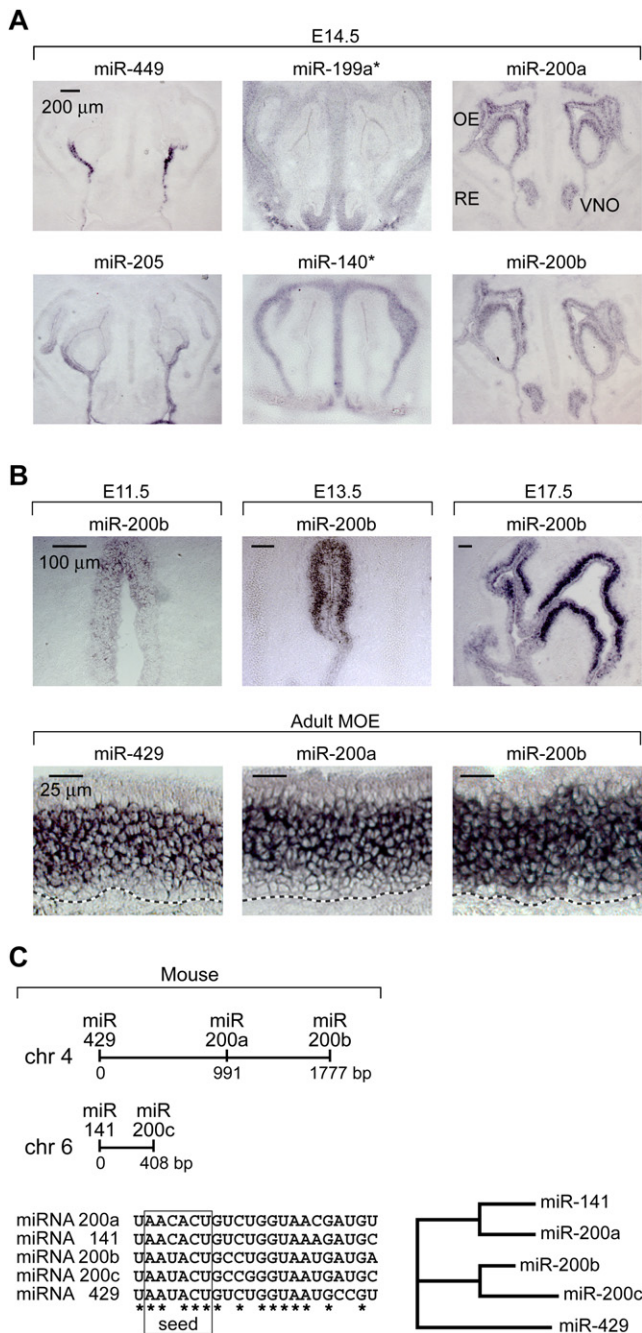 A
E14.5
miR-449 miR-199a* miR-200a
200 μm
OE
RE
VNO
miR-205 miR-140* miR-200b
B
E11.5 E13.5 E17.5
miR-200b miR-200b miR-200b
100 μm
Adult MOE
miR-429 miR-200a miR-200b
25 μm
C
Mouse
miR miR miR
429 200a 200b
chr 4
0 991 1777 bp
miR miR
141 200c
chr 6
0 408 bp
miRNA 200a UAACACUGUCUGGUAACGAUGU
miRNA 141 UAACACUGUCUGGUAAAGAUGC
miRNA 200b UAAUACUGCCUGGUAAUGAUGA
miRNA 200c UAAUACUGCCGGGUAAUGAUGC
miRNA 429 UAAUACUGUCUGGUAAUGCCGU
*** **** * ***** * *
seed
miR-141
miR-200a
miR-200b
miR-200c
miR-429